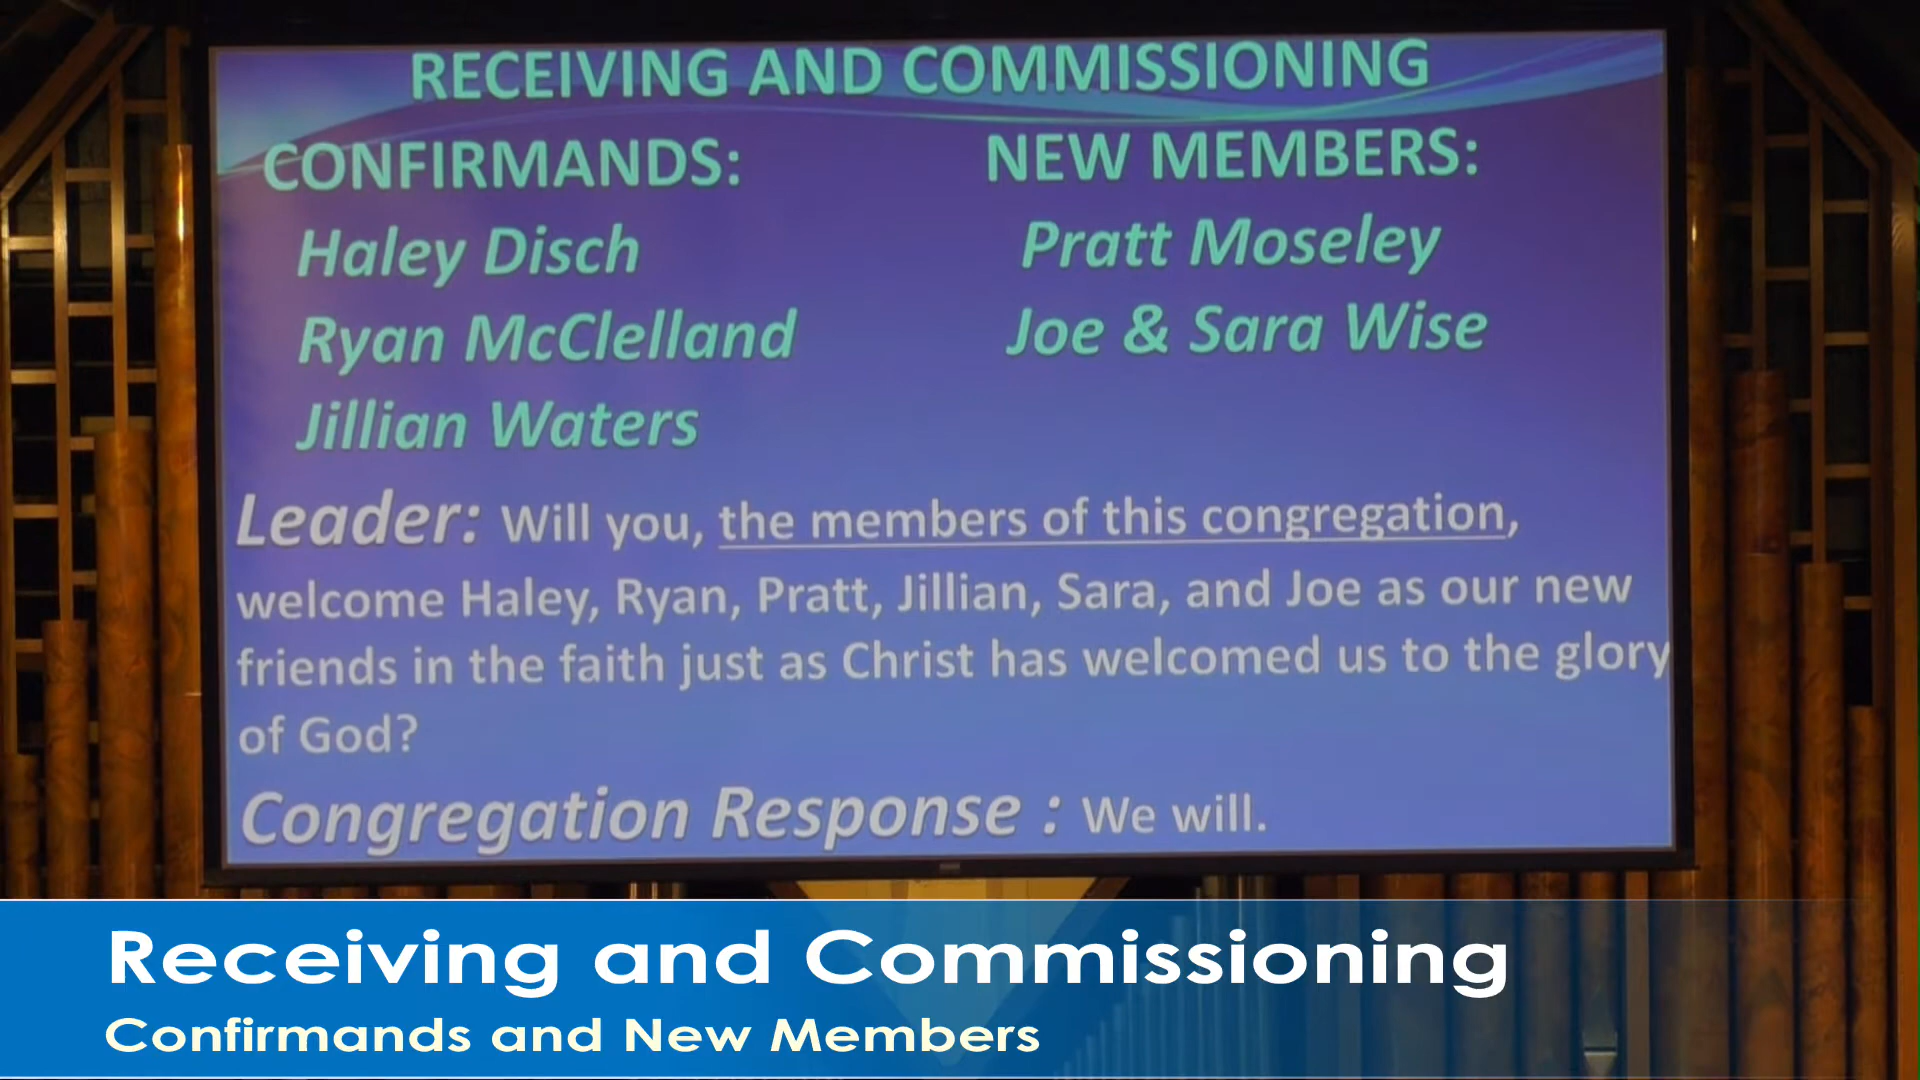 RECEIVING AND COMMISSIONING
CONFIRMANDS:
Haley Disch
Ryan McClelland
Jillian Waters
NEW MEMBERS:
Pratt Moseley
Joe & Sara Wise
Leader: Will you, the members of this congregation,
welcome Haley, Ryan, Pratt, Jillian, Sara, and Joe as our new
friends in the faith just as Christ has welcomed us to the glory
of God?
Congregation Response : We will.
Receiving and Commissioning
Confirmands and New Members